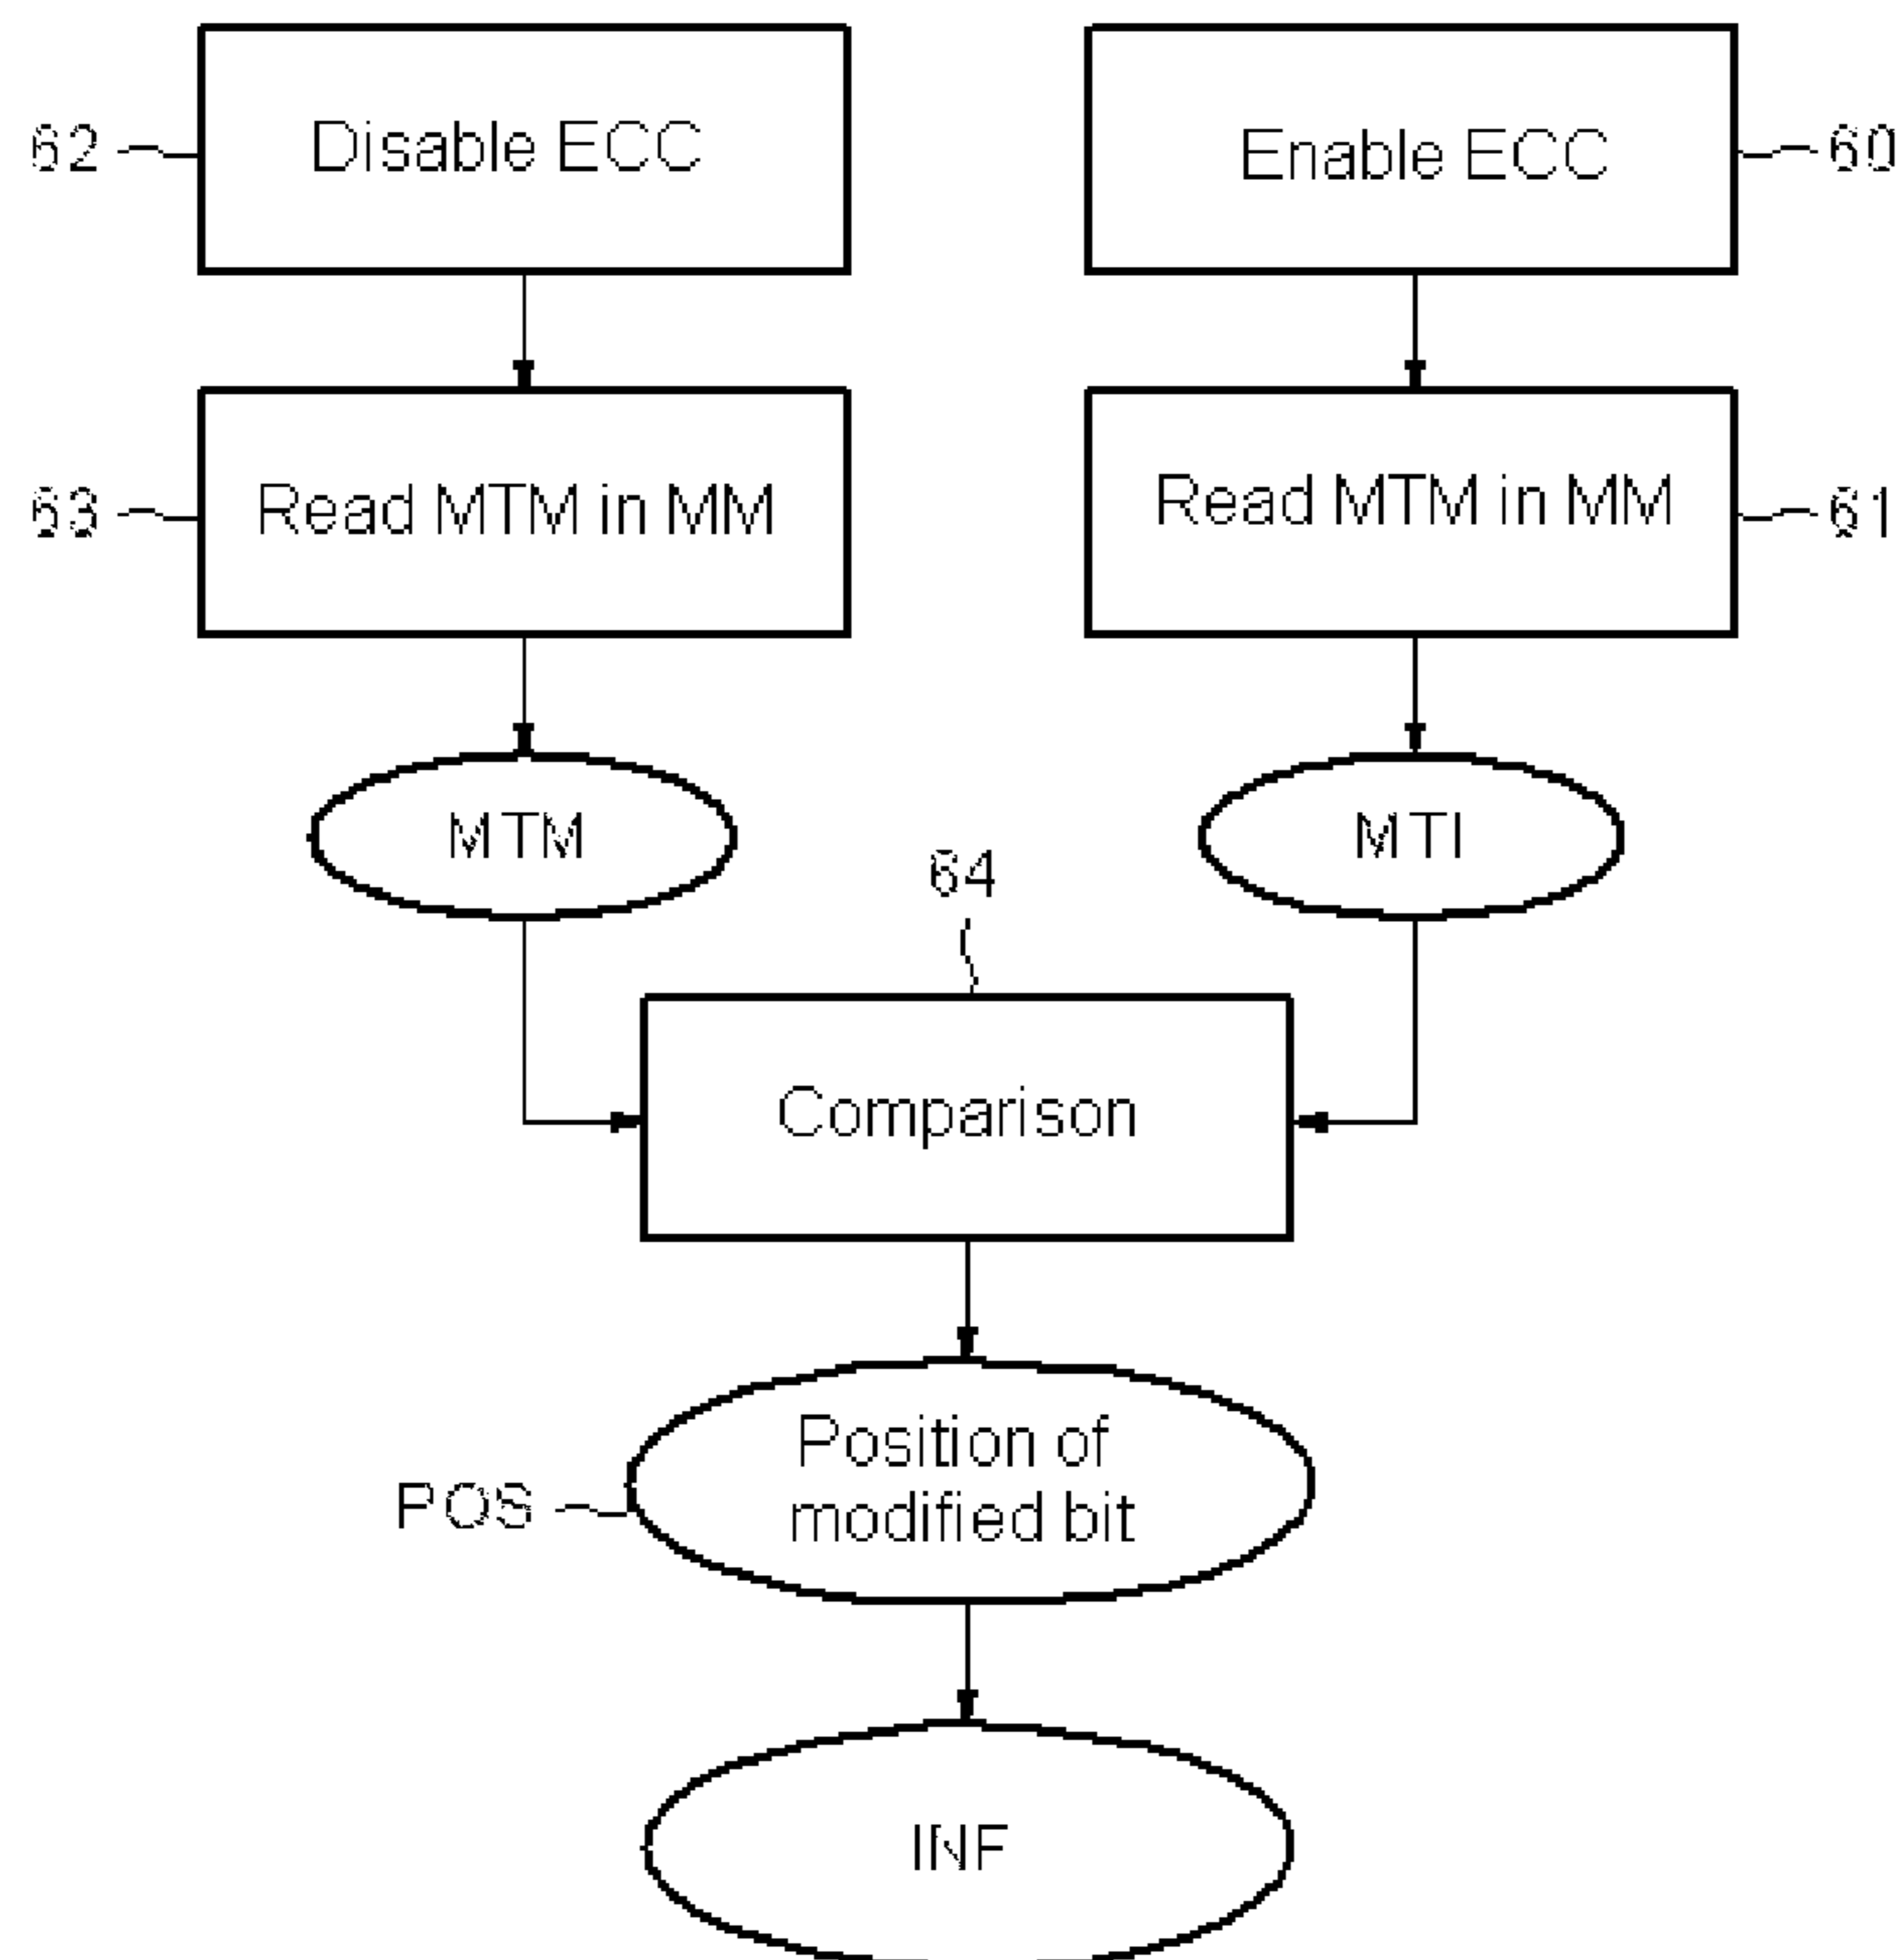 62
Disable ECC
Enable ECC
60
63
Read MTM in MM
Read MTM in MM
61
MTM
MTI
64
Comparison
Position of
modified bit
POS
INF